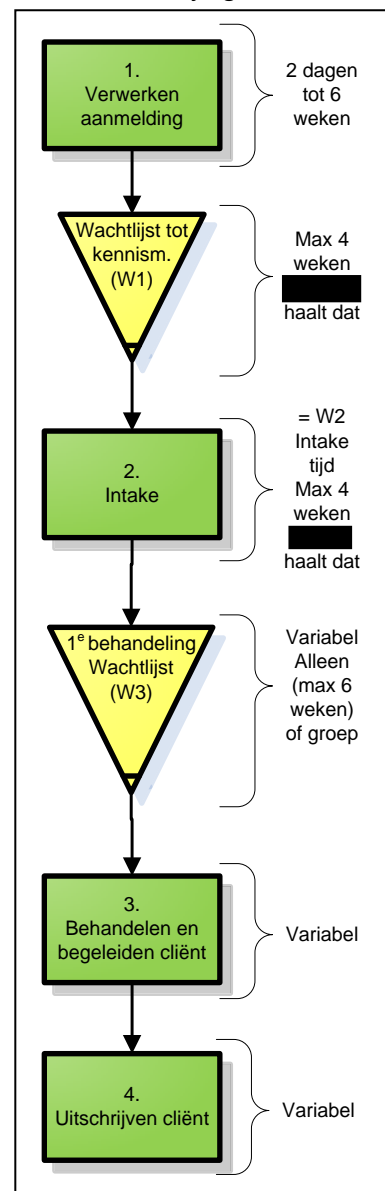 1.
Verwerken
aanmelding
2 dagen
tot 6
weken
Wachtlijst tot
kennism.
(W1)
Max 4
weken
haalt dat
2.
Intake
= W2
Intake
tijd
Max 4
weken
haalt dat
1e behandeling
Wachtlijst
(W3)
Variabel
Alleen
(max 6
weken)
of groep
3.
Behandelen en
begeleiden cliënt
Variabel
4.
Uitschrijven cliënt
Variabel